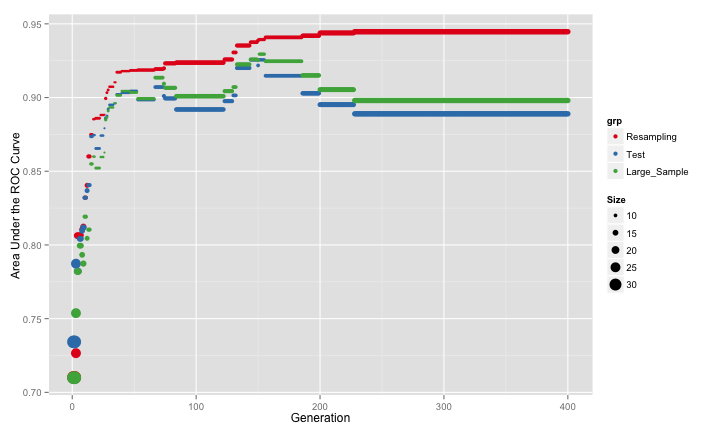 Area Under the ROC Curve
0.95
0.90
0.85
0.80
0.75
0.70
0 100 200 300 400
Generation
grp
Resampling
Test
Large_Sample
Size
10
15
20
25
30